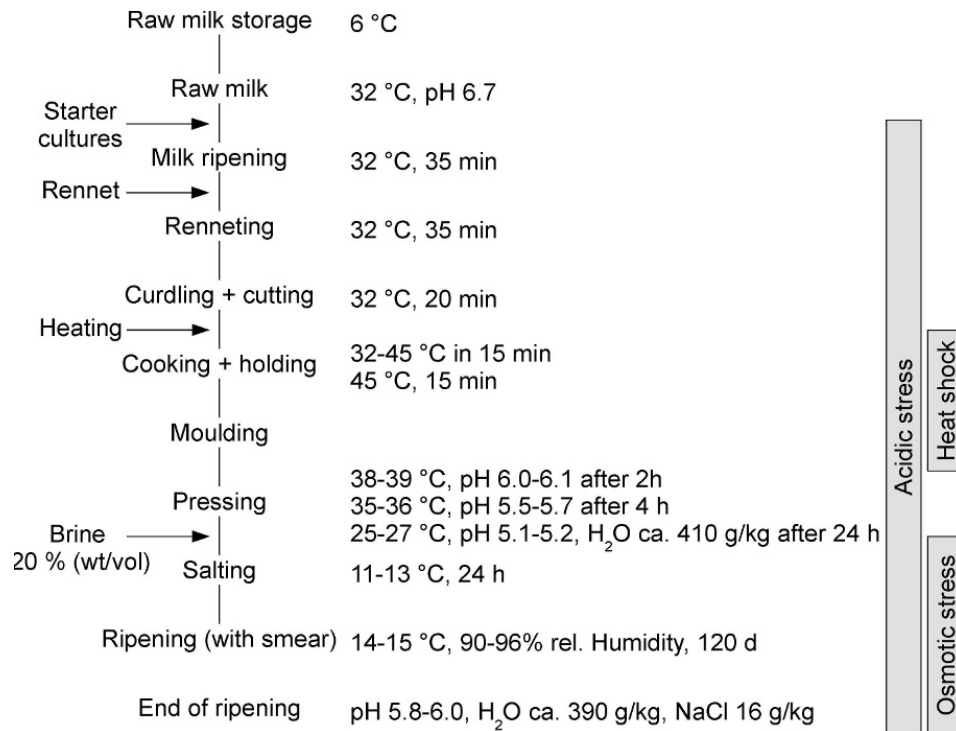 Raw milk storage 6 °C
Raw milk 32 °C, pH 6.7
Starter
cultures
Milk ripening 32 °C, 35 min
Rennet
Renneting 32 °C, 35 min
Curdling + cutting 32 °C, 20 min
Heating
Cooking + holding 32-45 °C in 15 min
45 °C, 15 min
Moulding
38-39 °C, pH 6.0-6.1 after 2h
Pressing 35-36 °C, pH 5.5-5.7 after 4 h
Brine 25-27 °C, pH 5.1-5.2, H₂O ca. 410 g/kg after 24 h
20 % (wt/vol)
Salting 11-13 °C, 24 h
Ripening (with smear) 14-15 °C, 90-96% rel. Humidity, 120 d
End of ripening pH 5.8-6.0, H₂O ca. 390 g/kg, NaCl 16 g/kg
Acidic stress
Heat shock
Osmotic stress